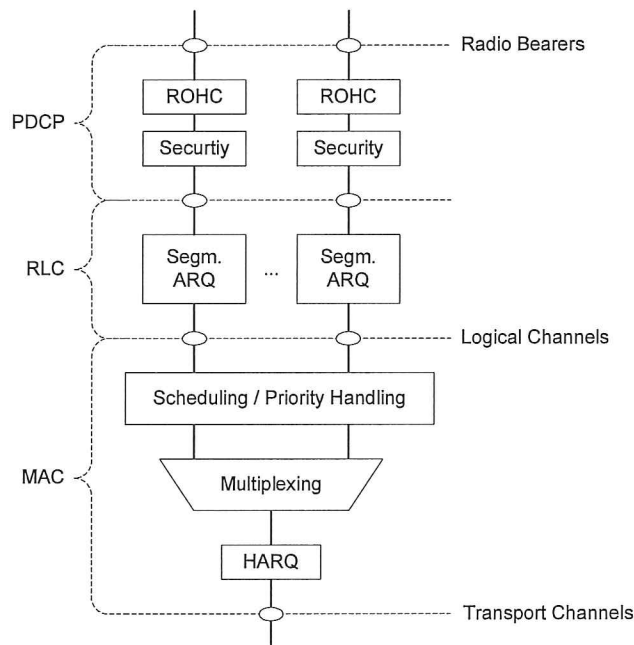 Radio Bearers
ROHC
ROHC
PDCP
Securtiy
Security
Segm.
ARQ
...
Segm.
ARQ
RLC
Logical Channels
Scheduling / Priority Handling
MAC
Multiplexing
HARQ
Transport Channels